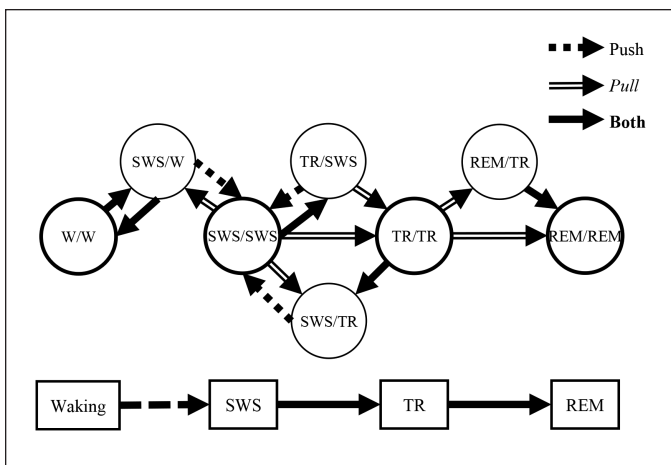 Push
Pull
Both
SWS/W
TR/SWS
REM/TR
W/W
SWS/SWS
TR/TR
REM/REM
SWS/TR
Waking
SWS
TR
REM